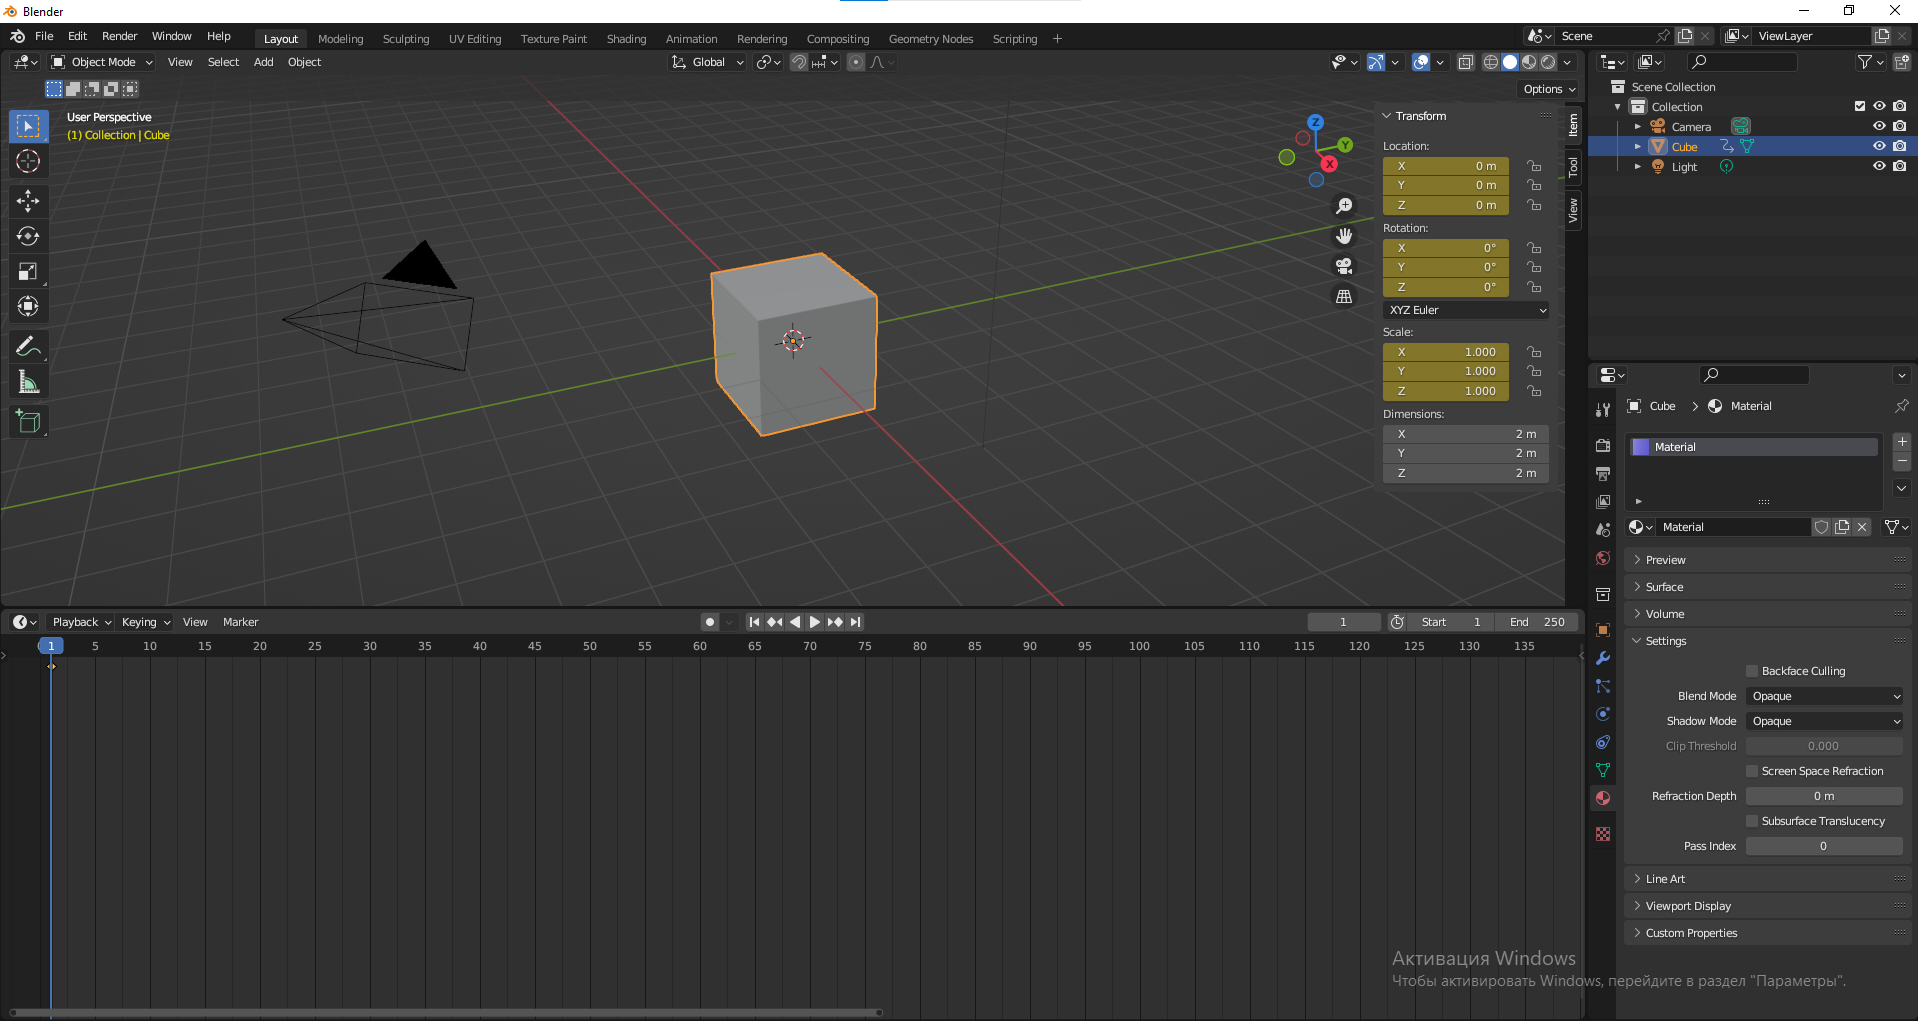 Blender
File Edit Render Window Help Layout Modeling Sculpting UV Editing Texture Paint Shading Animation Rendering Compositing Geometry Nodes Scripting + Scene ViewLayer
Object Mode View Select Add Object Global
Options
User Perspective
(1) Collection | Cube
Z
Y
X
Transform
Location:
X 0 m
Y 0 m
Z 0 m
Rotation:
X 0°
Y 0°
Z 0°
XYZ Euler
Scale:
X 1.000
Y 1.000
Z 1.000
Dimensions:
X 2 m
Y 2 m
Z 2 m
Item
Tool
View
Scene Collection
Collection
Camera
Cube
Light
Cube > Material
Material
Material
Preview
Surface
Volume
Settings
Backface Culling
Blend Mode Opaque
Shadow Mode Opaque
Clip Threshold 0.000
Screen Space Refraction
Refraction Depth 0 m
Subsurface Translucency
Pass Index 0
Line Art
Viewport Display
Custom Properties
Playback Keying View Marker 1 Start 1 End 250
1 5 10 15 20 25 30 35 40 45 50 55 60 65 70 75 80 85 90 95 100 105 110 115 120 125 130 135
Активация Windows
Чтобы активировать Windows, перейдите в раздел "Параметры".